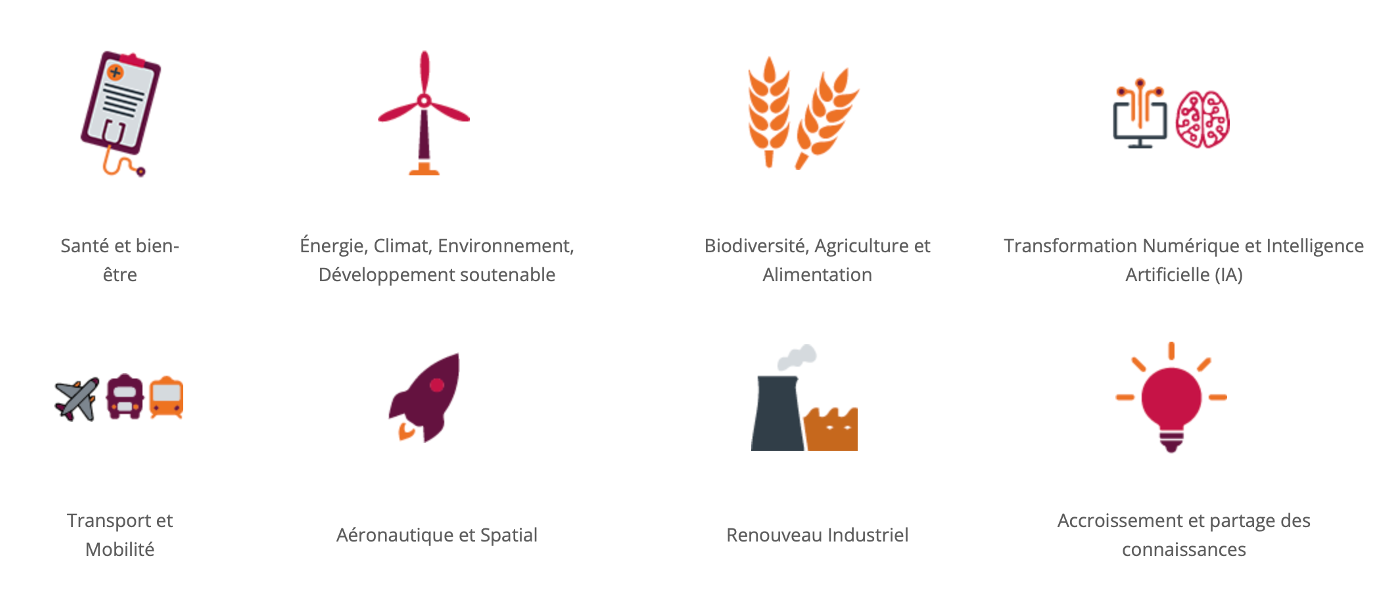 Santé et bien-
être
Énergie, Climat, Environnement,
Développement soutenable
Biodiversité, Agriculture et
Alimentation
Transformation Numérique et Intelligence
Artificielle (IA)
Transport et
Mobilité
Aéronautique et Spatial
Renouveau Industriel
Accroissement et partage des
connaissances